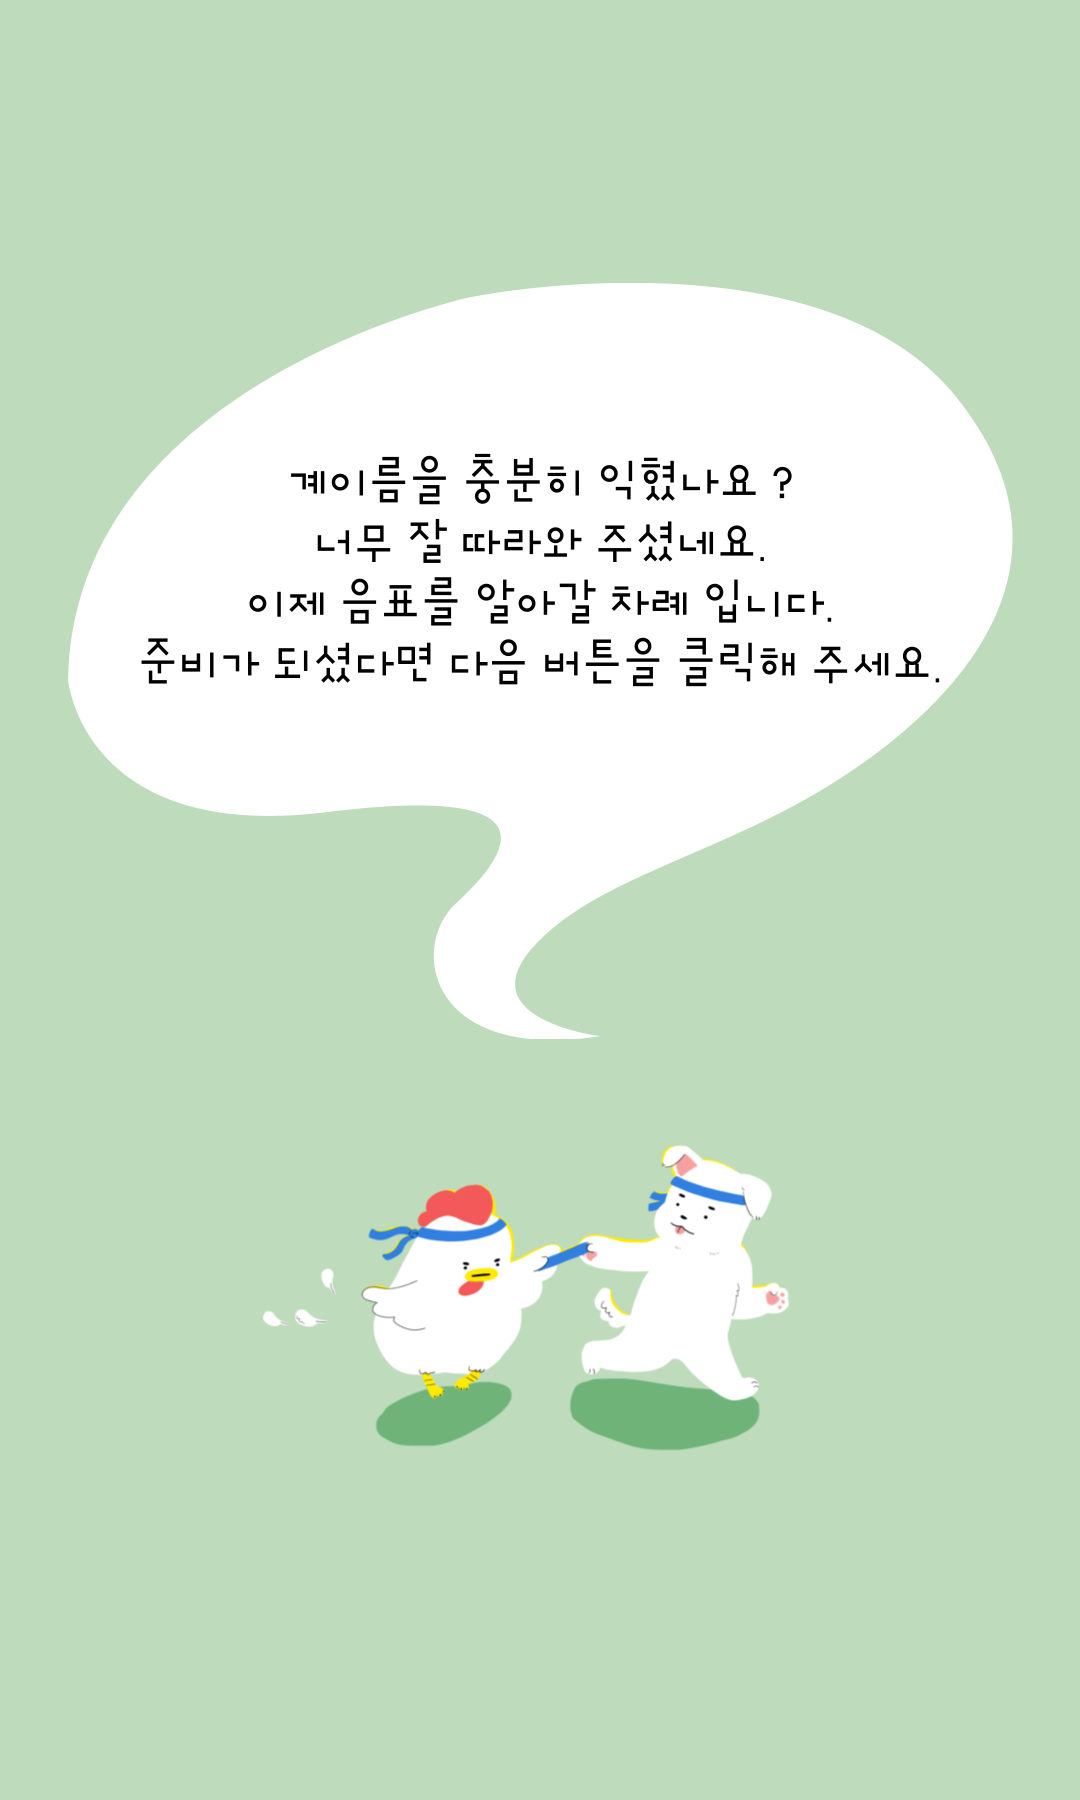 계이름을 충분히 익혔나요 ?
너무 잘 따라와 주셨네요.
이제 음표를 알아갈 차례 입니다.
준비가 되셨다면 다음 버튼을 클릭해 주세요.